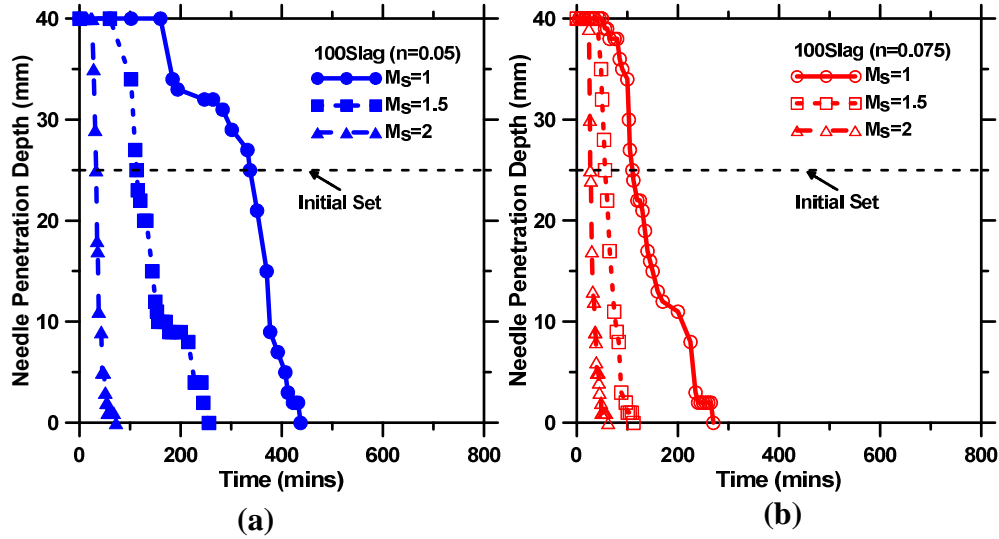 40
30
20
10
0
Needle Penetration Depth (mm)
100Slag (n=0.05)
Ms=1
Ms=1.5
Ms=2
Initial Set
0 200 400 600 800
Time (mins)
(a)
40
30
20
10
0
Needle Penetration Depth (mm)
100Slag (n=0.075)
Ms=1
Ms=1.5
Ms=2
Initial Set
0 200 400 600 800
Time (mins)
(b)